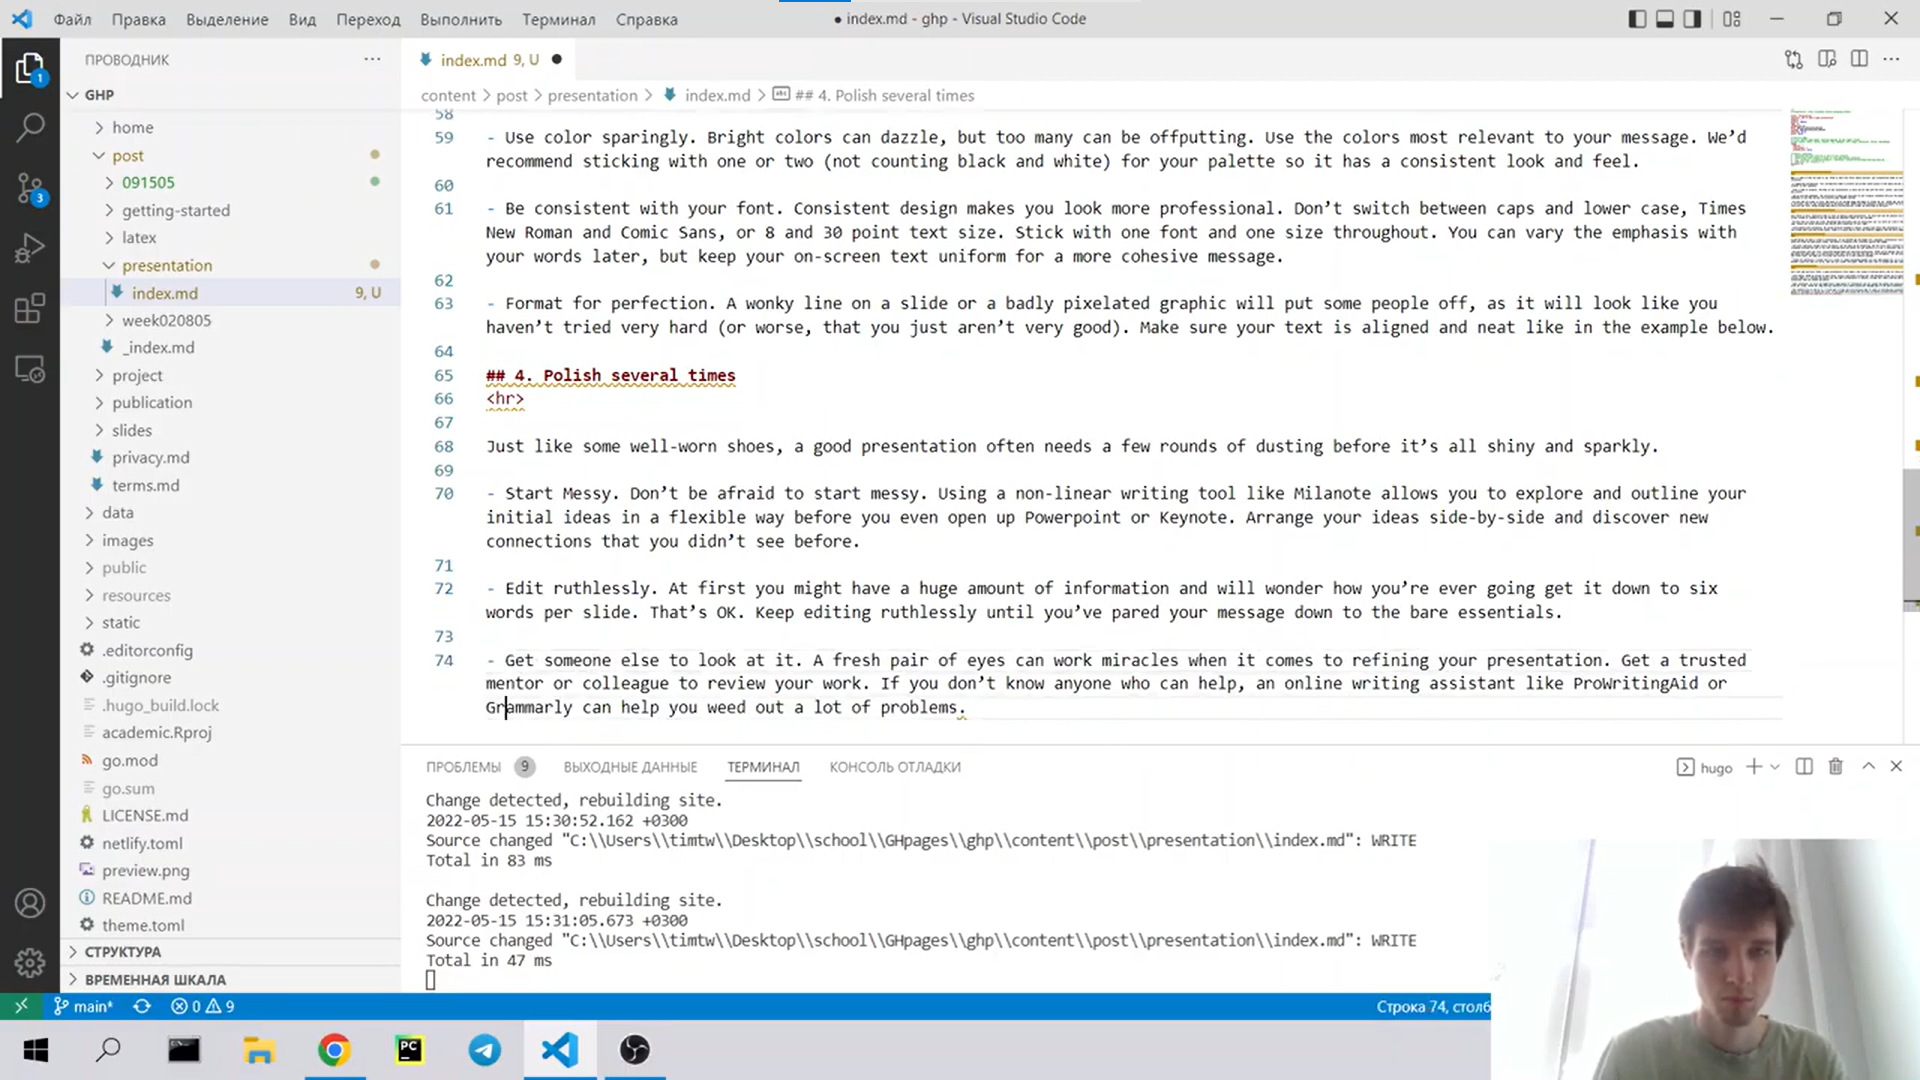 Файл Правка Выделение Вид Переход Выполнить Терминал Справка
● index.md - ghp - Visual Studio Code
ПРОВОДНИК
GHP
home
post
091505
getting-started
latex
presentation
index.md 9, U
week020805
_index.md
project
publication
slides
privacy.md
terms.md
data
images
public
resources
static
.editorconfig
.gitignore
.hugo_build.lock
academic.Rproj
go.mod
go.sum
LICENSE.md
netlify.toml
preview.png
README.md
theme.toml
СТРУКТУРА
ВРЕМЕННАЯ ШКАЛА
1
3
index.md 9, U ●
content > post > presentation > index.md > ## 4. Polish several times
58
59 - Use color sparingly. Bright colors can dazzle, but too many can be offputting. Use the colors most relevant to your message. We’d
recommend sticking with one or two (not counting black and white) for your palette so it has a consistent look and feel.
60
61 - Be consistent with your font. Consistent design makes you look more professional. Don’t switch between caps and lower case, Times
New Roman and Comic Sans, or 8 and 30 point text size. Stick with one font and one size throughout. You can vary the emphasis with
your words later, but keep your on-screen text uniform for a more cohesive message.
62
63 - Format for perfection. A wonky line on a slide or a badly pixelated graphic will put some people off, as it will look like you
haven’t tried very hard (or worse, that you just aren’t very good). Make sure your text is aligned and neat like in the example below.
64
65 ## 4. Polish several times
66 <hr>
67
68 Just like some well-worn shoes, a good presentation often needs a few rounds of dusting before it’s all shiny and sparkly.
69
70 - Start Messy. Don’t be afraid to start messy. Using a non-linear writing tool like Milanote allows you to explore and outline your
initial ideas in a flexible way before you even open up Powerpoint or Keynote. Arrange your ideas side-by-side and discover new
connections that you didn’t see before.
71
72 - Edit ruthlessly. At first you might have a huge amount of information and will wonder how you’re ever going get it down to six
words per slide. That’s OK. Keep editing ruthlessly until you’ve pared your message down to the bare essentials.
73
74 - Get someone else to look at it. A fresh pair of eyes can work miracles when it comes to refining your presentation. Get a trusted
mentor or colleague to review your work. If you don’t know anyone who can help, an online writing assistant like ProWritingAid or
Grammarly can help you weed out a lot of problems.
ПРОБЛЕМЫ 9 ВЫХОДНЫЕ ДАННЫЕ ТЕРМИНАЛ КОНСОЛЬ ОТЛАДКИ
hugo
Change detected, rebuilding site.
2022-05-15 15:30:52.162 +0300
Source changed "C:\\Users\\timtw\\Desktop\\school\\GHpages\\ghp\\content\\post\\presentation\\index.md": WRITE
Total in 83 ms
Change detected, rebuilding site.
2022-05-15 15:31:05.673 +0300
Source changed "C:\\Users\\timtw\\Desktop\\school\\GHpages\\ghp\\content\\post\\presentation\\index.md": WRITE
Total in 47 ms
main* 0 9
Строка 74, столб
PC